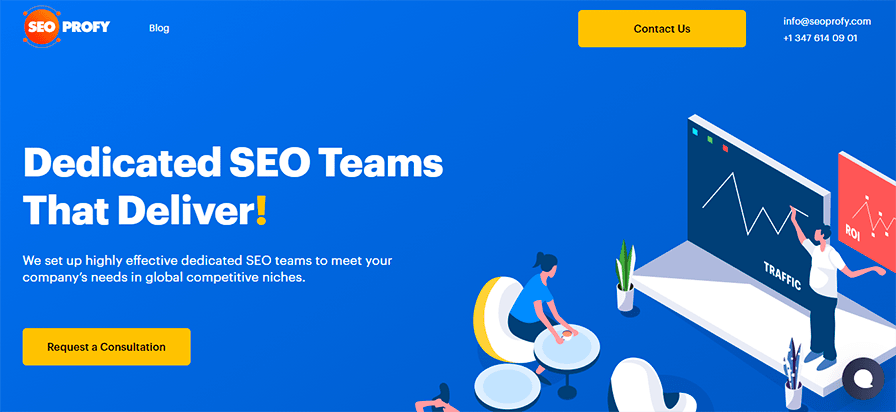 SEO PROFY
Blog
Contact Us
info@seoprofy.com
+1 347 614 09 01
Dedicated SEO Teams
That Deliver!
We set up highly effective dedicated SEO teams to meet your
company's needs in global competitive niches.
Request a Consultation
TRAFFIC
ROI